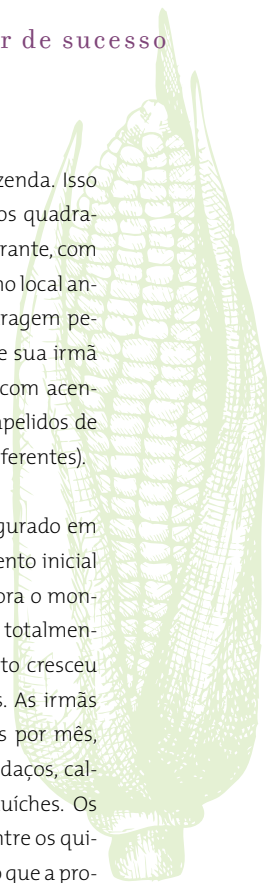 r de sucesso
zenda. Isso
os quadra-
rante, com
no local an-
ragem pe-
e sua irmã
com acen-
apelidos de
ferentes).
gurado em
ento inicial
ora o mon-
totalmen-
to cresceu
s. As irmãs
s por mês,
daços, cal-
uíches. Os
ntre os qui-
o que a pro-